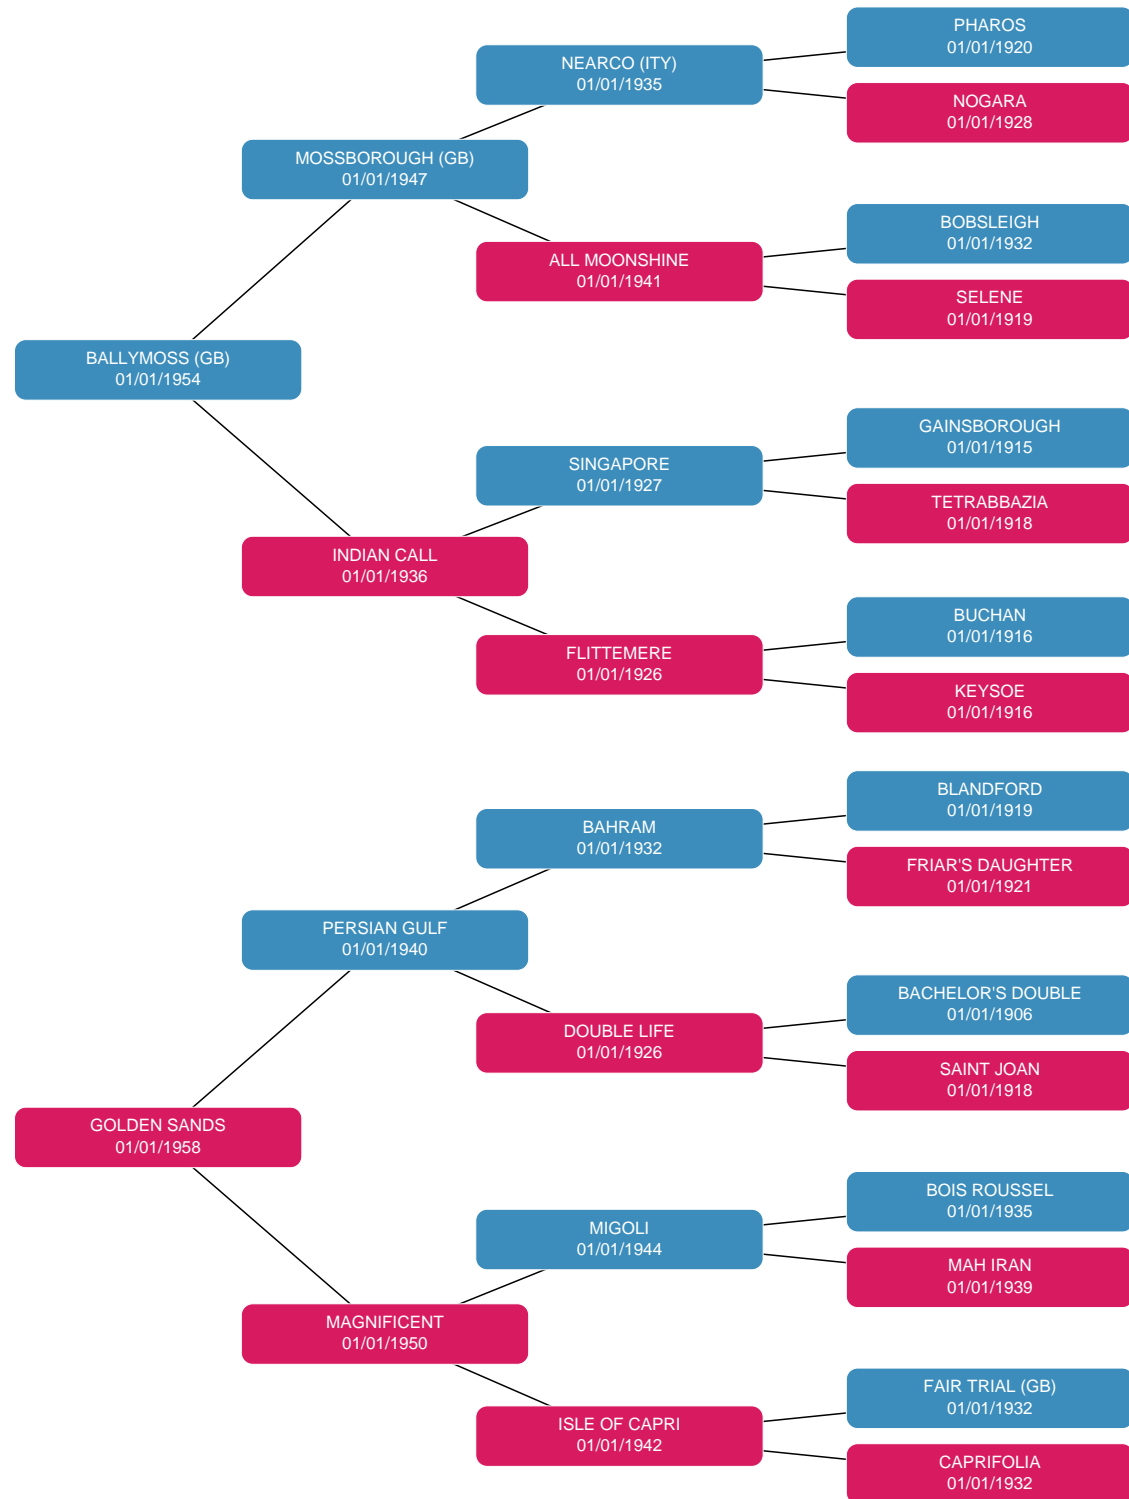 PHAROS
01/01/1920
NEARCO (ITY)
01/01/1935
NOGARA
01/01/1928
MOSSBOROUGH (GB)
01/01/1947
BOBSLEIGH
01/01/1932
ALL MOONSHINE
01/01/1941
SELENE
01/01/1919
BALLYMOSS (GB)
01/01/1954
GAINSBOROUGH
01/01/1915
SINGAPORE
01/01/1927
TETRABBAZIA
01/01/1918
INDIAN CALL
01/01/1936
BUCHAN
01/01/1916
FLITTEMERE
01/01/1926
KEYSOE
01/01/1916
BLANDFORD
01/01/1919
BAHRAM
01/01/1932
FRIAR'S DAUGHTER
01/01/1921
PERSIAN GULF
01/01/1940
BACHELOR'S DOUBLE
01/01/1906
DOUBLE LIFE
01/01/1926
SAINT JOAN
01/01/1918
GOLDEN SANDS
01/01/1958
BOIS ROUSSEL
01/01/1935
MIGOLI
01/01/1944
MAH IRAN
01/01/1939
MAGNIFICENT
01/01/1950
FAIR TRIAL (GB)
01/01/1932
ISLE OF CAPRI
01/01/1942
CAPRIFOLIA
01/01/1932